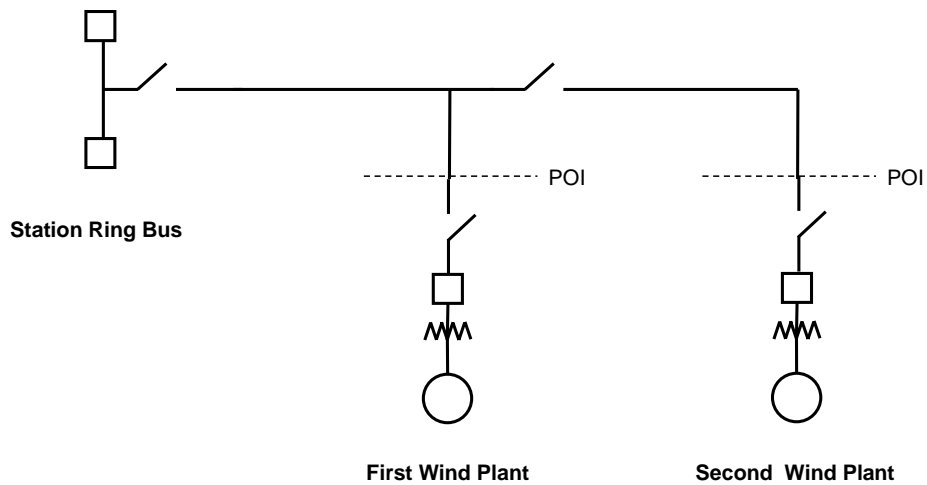 POI
POI
Station Ring Bus
First Wind Plant
Second Wind Plant